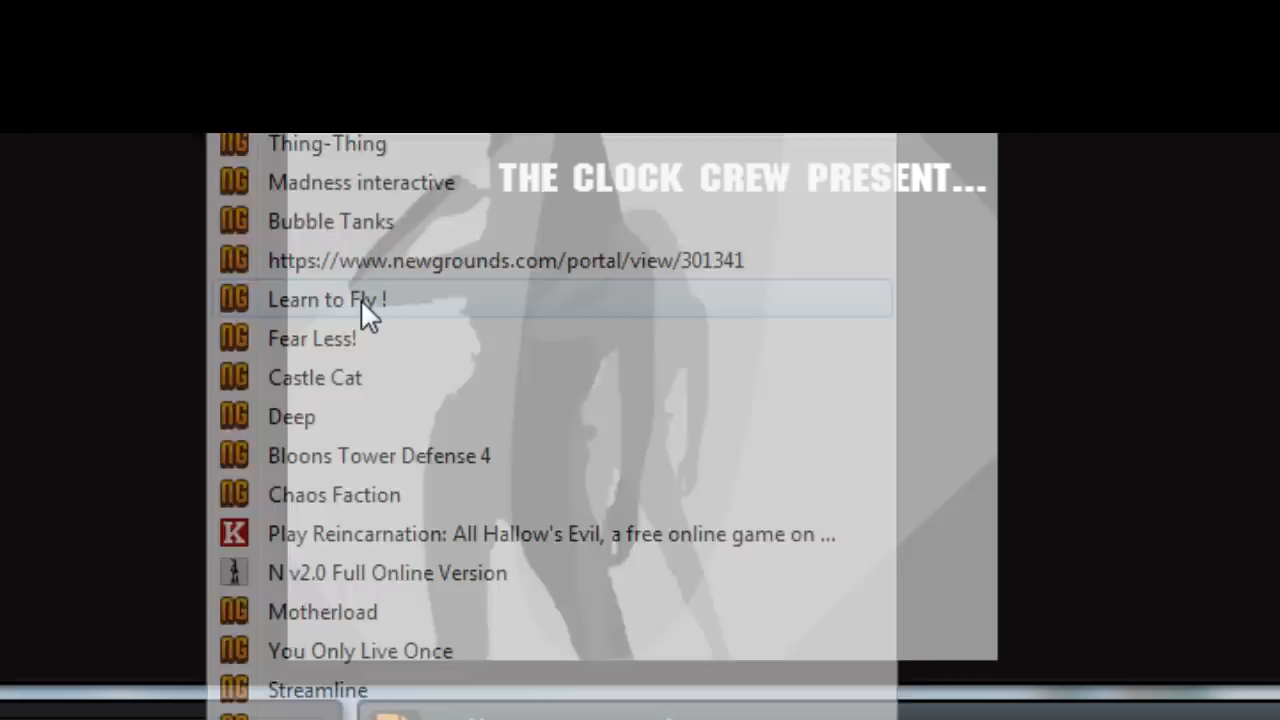 Thing-Thing
THE CLOCK CREW PRESENT...
Madness interactive
Bubble Tanks
https://www.newgrounds.com/portal/view/301341
Learn to Fly !
Fear Less!
Castle Cat
Deep
Bloons Tower Defense 4
Chaos Faction
K Play Reincarnation: All Hallow's Evil, a free online game on ...
N v2.0 Full Online Version
Motherload
You Only Live Once
Streamline